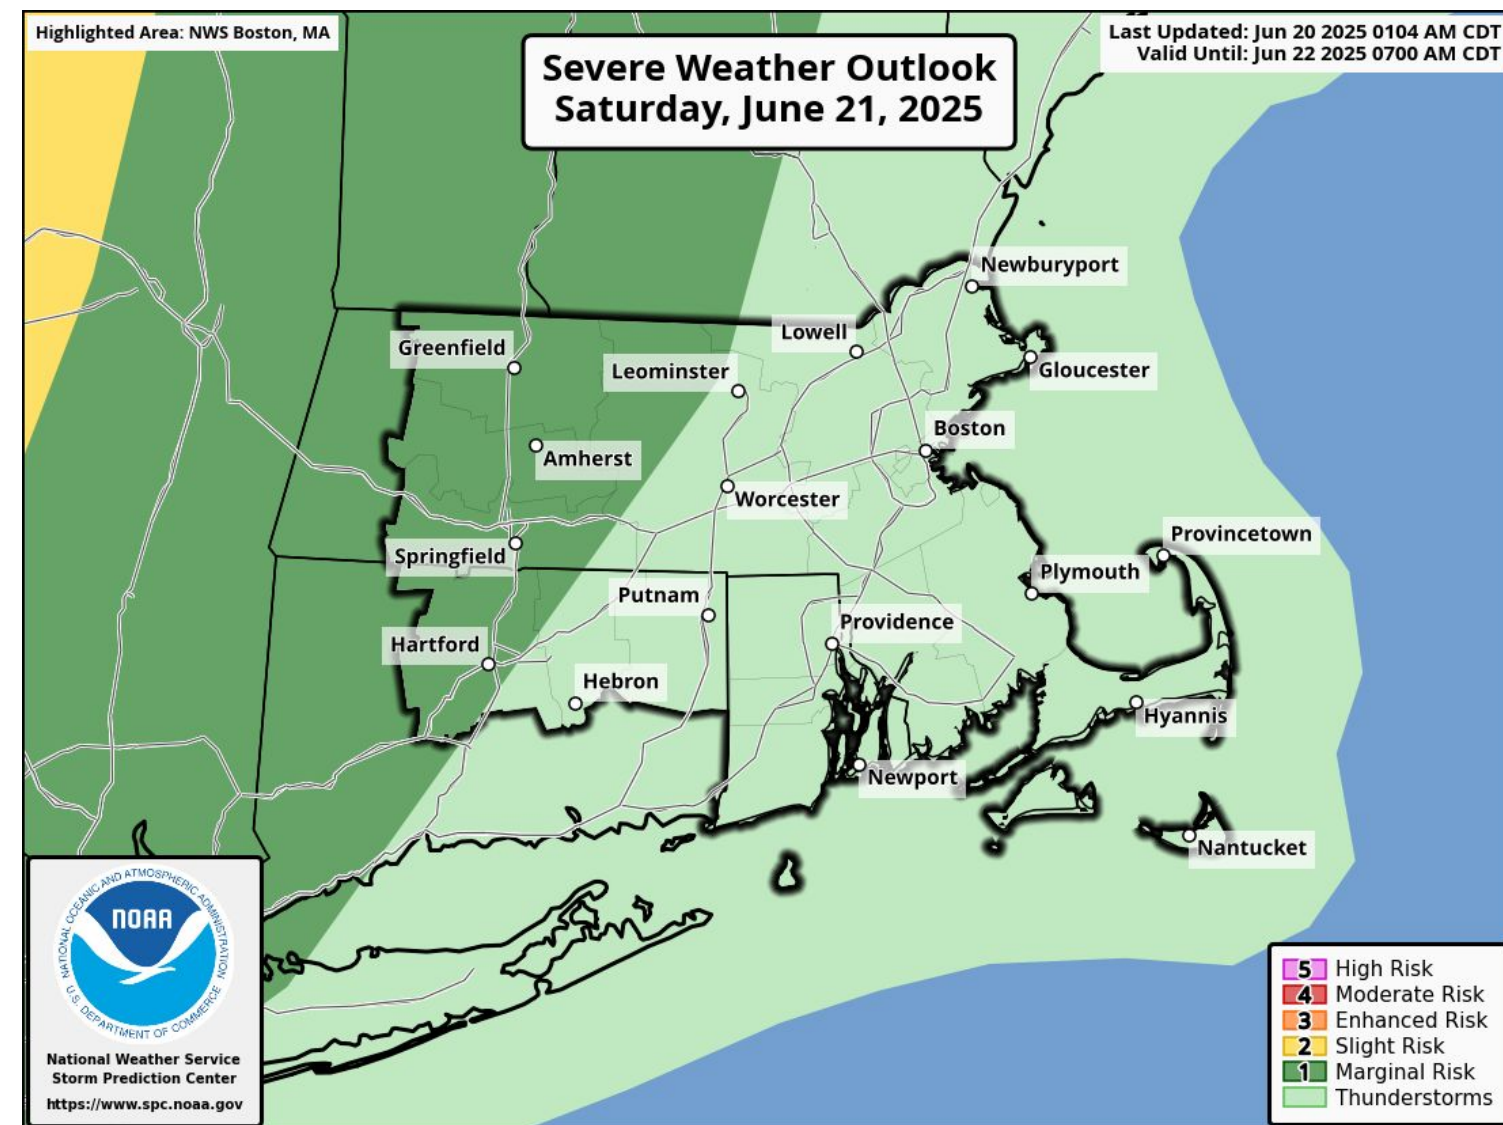 Highlighted Area: NWS Boston, MA
Last Updated: Jun 20 2025 0104 AM CDT
Valid Until: Jun 22 2025 0700 AM CDT
Severe Weather Outlook
Saturday, June 21, 2025
Newburyport
Lowell
Greenfield
Leominster
Gloucester
Boston
Amherst
Worcester
Provincetown
Springfield
Plymouth
Putnam
Providence
Hartford
Hebron
Hyannis
Newport
Nantucket
NATIONAL OCEANIC AND ATMOSPHERIC ADMINISTRATION
NOAA
U.S. DEPARTMENT OF COMMERCE
National Weather Service
Storm Prediction Center
https://www.spc.noaa.gov
5 High Risk
4 Moderate Risk
3 Enhanced Risk
2 Slight Risk
1 Marginal Risk
Thunderstorms